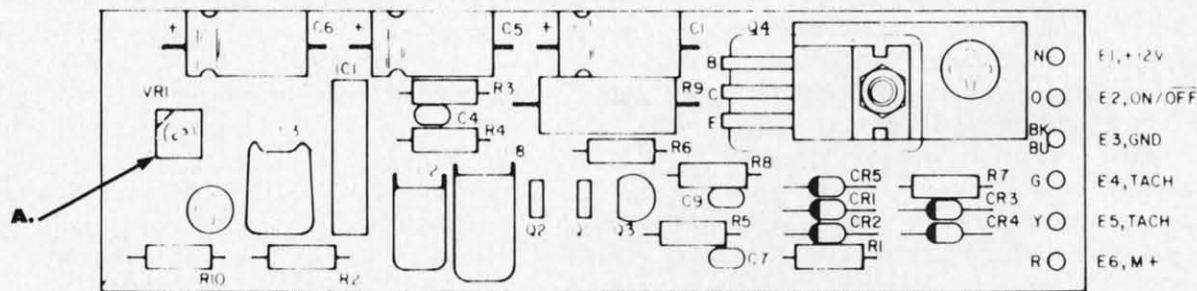 +
C6
+
C5
+
C1
Q4
N
E1,+12V
IC1
B
VR1
R3
R9
C
O
E2,ON/OFF
C4
R4
E
BK
BU
E3,GND
R6
R8
CR5
R7
G
E4,TACH
C9
CR1
CR3
A.
Q2
Q3
R5
CR2
CR4
Y
E5,TACH
R10
R2
C7
R1
R
E6,M+